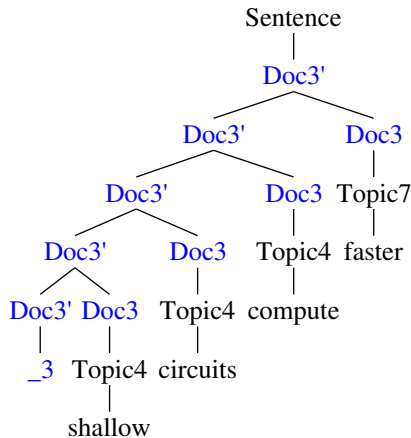 Sentence
Doc3'
Doc3' Doc3
Doc3' Doc3 Topic7
Doc3' Doc3 Topic4 faster
Doc3' Doc3 Topic4 compute
_3 Topic4 circuits
shallow